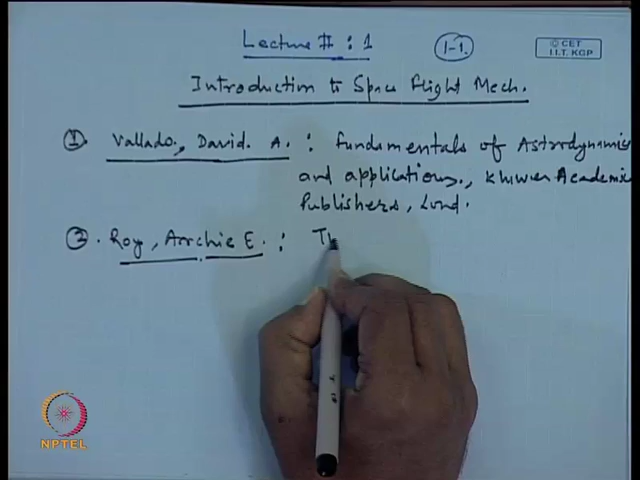 Lecture # : 1
1-1.
© CET
I.I.T. KGP
Introduction to Space Flight Mech.
① Vallado., David. A. : Fundamentals of Astrodynamics
and applications., Kluwer Academic
Publishers, Lond.
②. Roy, Archie E. : Th
NPTEL